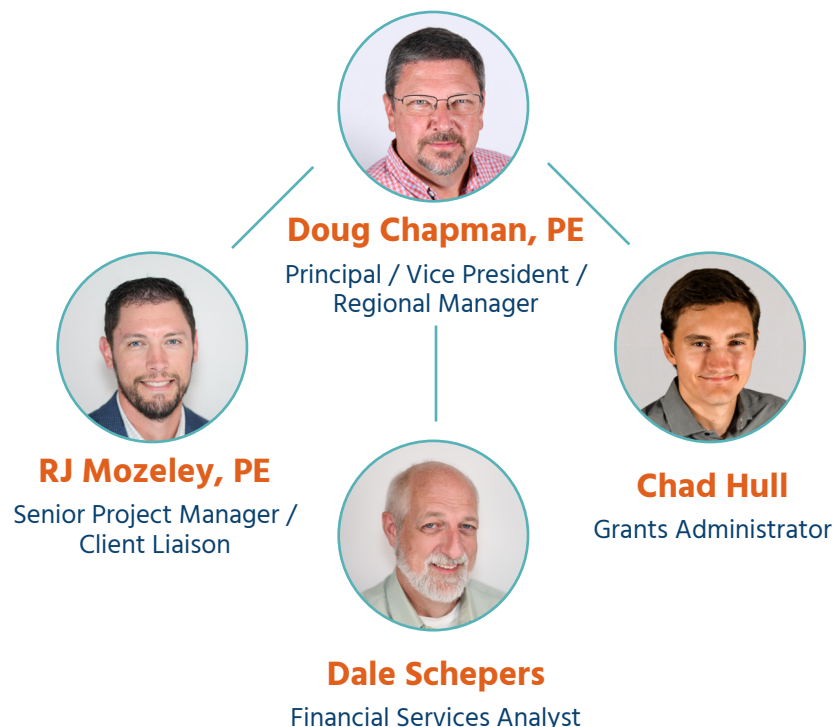 Doug Chapman, PE
Principal / Vice President /
Regional Manager
RJ Mozeley, PE
Senior Project Manager /
Client Liaison
Chad Hull
Grants Administrator
Dale Schepers
Financial Services Analyst